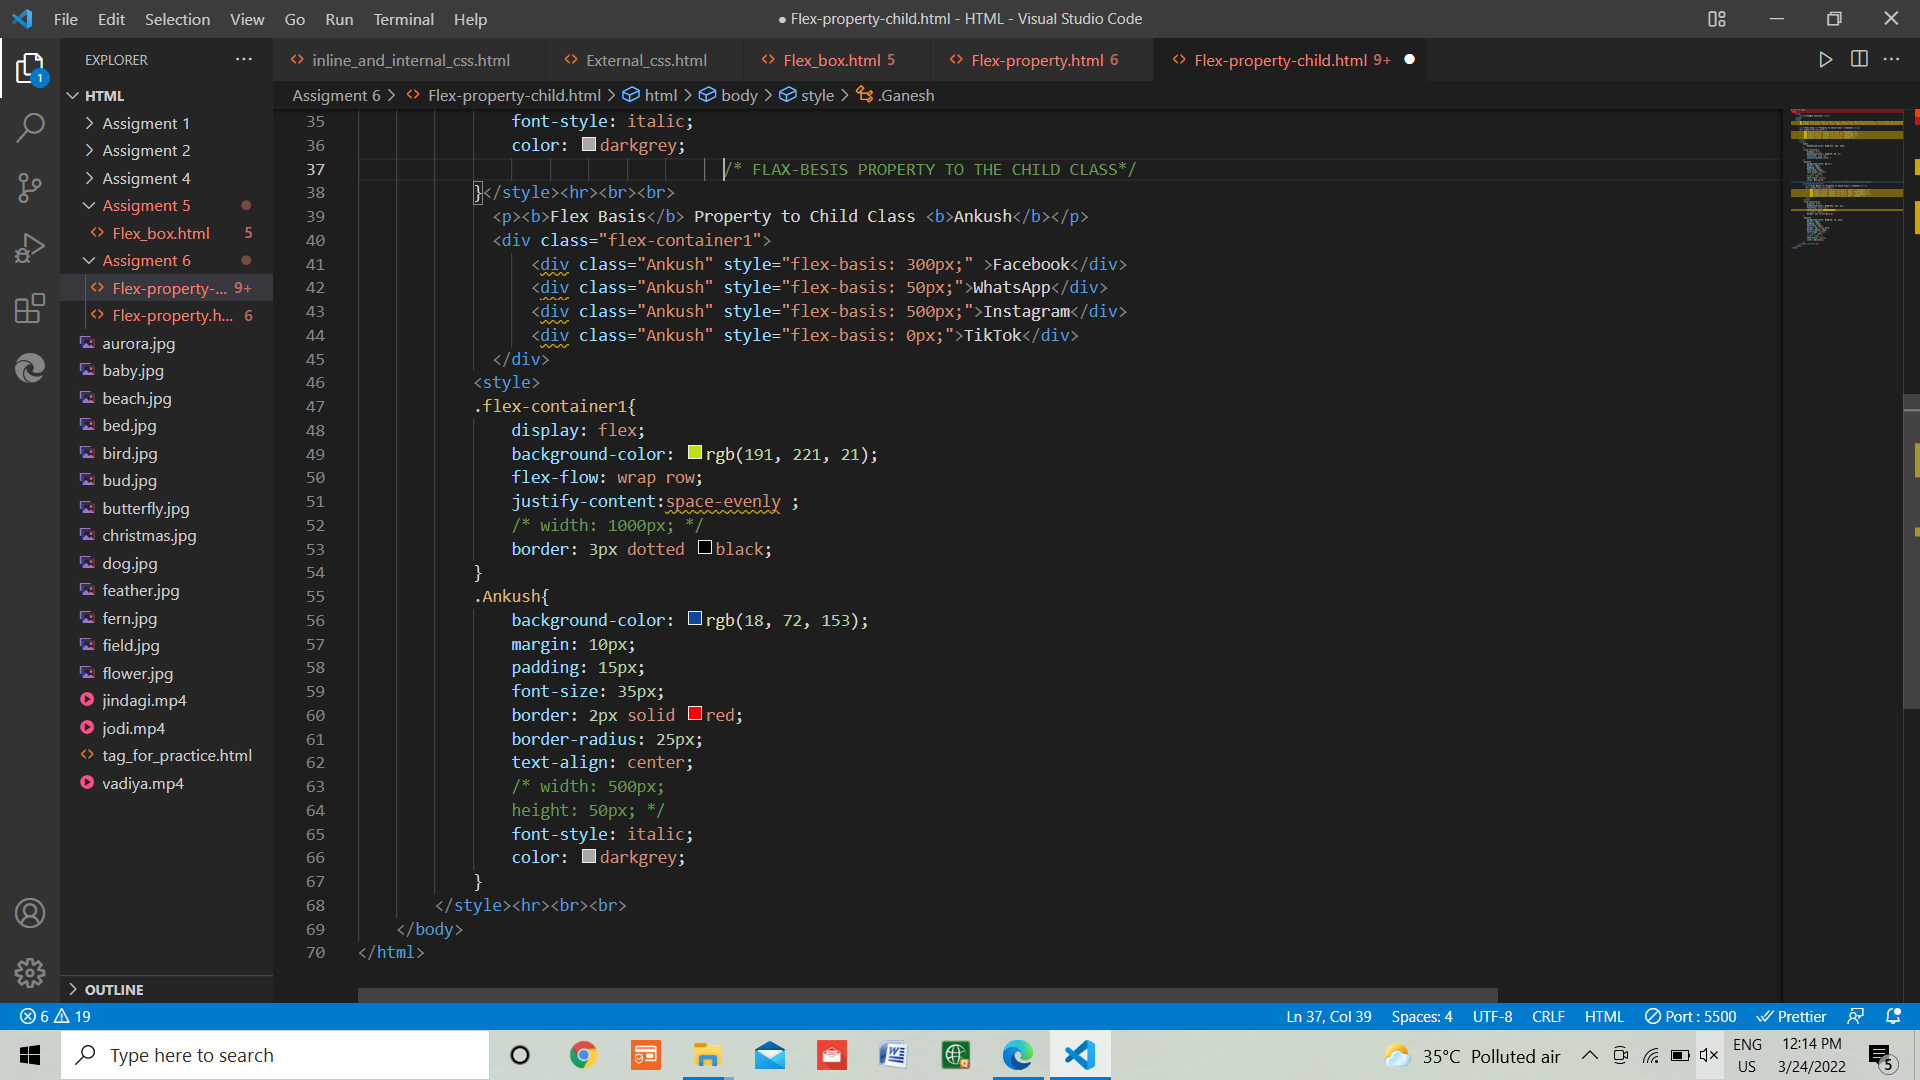 File Edit Selection View Go Run Terminal Help
● Flex-property-child.html - HTML - Visual Studio Code
EXPLORER ...
inline_and_internal_css.html
External_css.html
Flex_box.html 5
Flex-property.html 6
Flex-property-child.html 9+
Assigment 6 > Flex-property-child.html > html > body > style > .Ganesh
1
HTML
Assigment 1
Assigment 2
Assigment 4
Assigment 5
Flex_box.html 5
Assigment 6
Flex-property-... 9+
Flex-property.h... 6
aurora.jpg
baby.jpg
beach.jpg
bed.jpg
bird.jpg
bud.jpg
butterfly.jpg
christmas.jpg
dog.jpg
feather.jpg
fern.jpg
field.jpg
flower.jpg
jindagi.mp4
jodi.mp4
tag_for_practice.html
vadiya.mp4
OUTLINE
35 font-style: italic;
36 color: darkgrey;
37 /* FLAX-BESIS PROPERTY TO THE CHILD CLASS*/
38 }</style><hr><br><br>
39 <p><b>Flex Basis</b> Property to Child Class <b>Ankush</b></p>
40 <div class="flex-container1">
41 <div class="Ankush" style="flex-basis: 300px;" >Facebook</div>
42 <div class="Ankush" style="flex-basis: 50px;">WhatsApp</div>
43 <div class="Ankush" style="flex-basis: 500px;">Instagram</div>
44 <div class="Ankush" style="flex-basis: 0px;">TikTok</div>
45 </div>
46 <style>
47 .flex-container1{
48 display: flex;
49 background-color: rgb(191, 221, 21);
50 flex-flow: wrap row;
51 justify-content:space-evenly ;
52 /* width: 1000px; */
53 border: 3px dotted black;
54 }
55 .Ankush{
56 background-color: rgb(18, 72, 153);
57 margin: 10px;
58 padding: 15px;
59 font-size: 35px;
60 border: 2px solid red;
61 border-radius: 25px;
62 text-align: center;
63 /* width: 500px;
64 height: 50px; */
65 font-style: italic;
66 color: darkgrey;
67 }
68 </style><hr><br><br>
69 </body>
70 </html>
6 19
Ln 37, Col 39 Spaces: 4 UTF-8 CRLF HTML Port : 5500 Prettier
Type here to search
35°C Polluted air
ENG
US
12:14 PM
3/24/2022
5